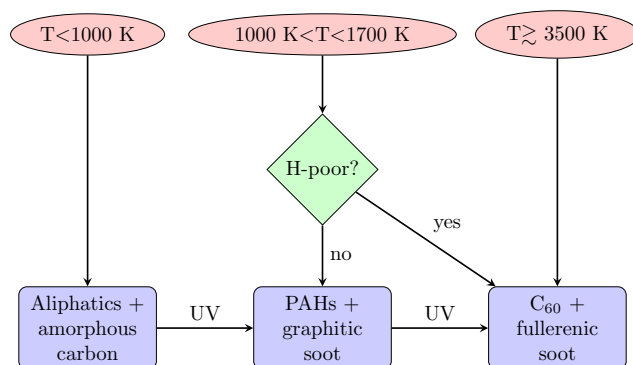 T<1000 K
1000 K<T<1700 K
T≳ 3500 K
H-poor?
yes
no
Aliphatics +
amorphous
carbon
UV
PAHs +
graphitic
soot
UV
C₆₀ +
fullerenic
soot